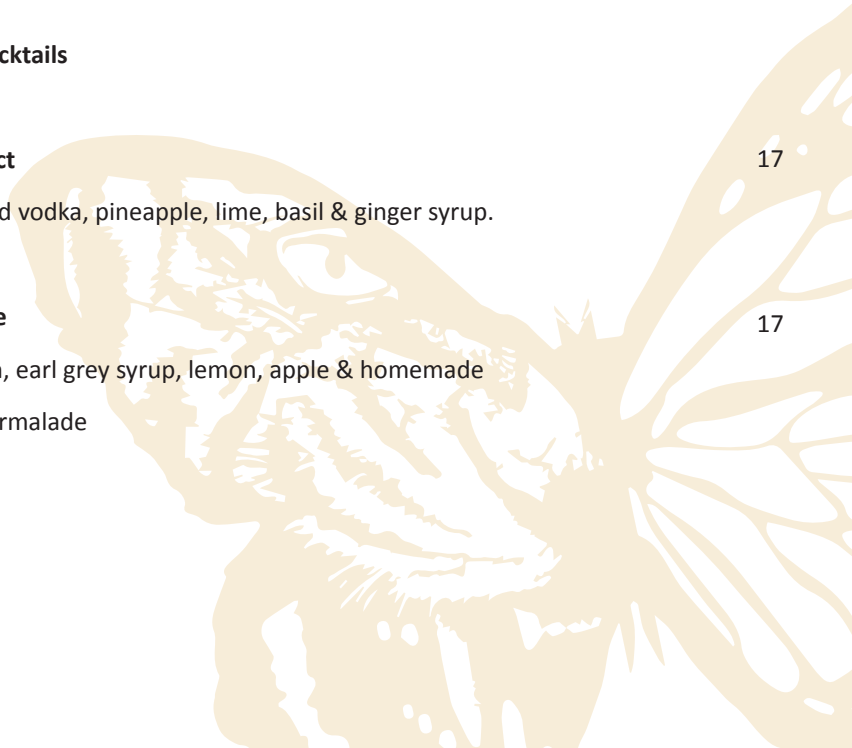 cktails
ct 17
d vodka, pineapple, lime, basil & ginger syrup.
e 17
, earl grey syrup, lemon, apple & homemade
rmalade